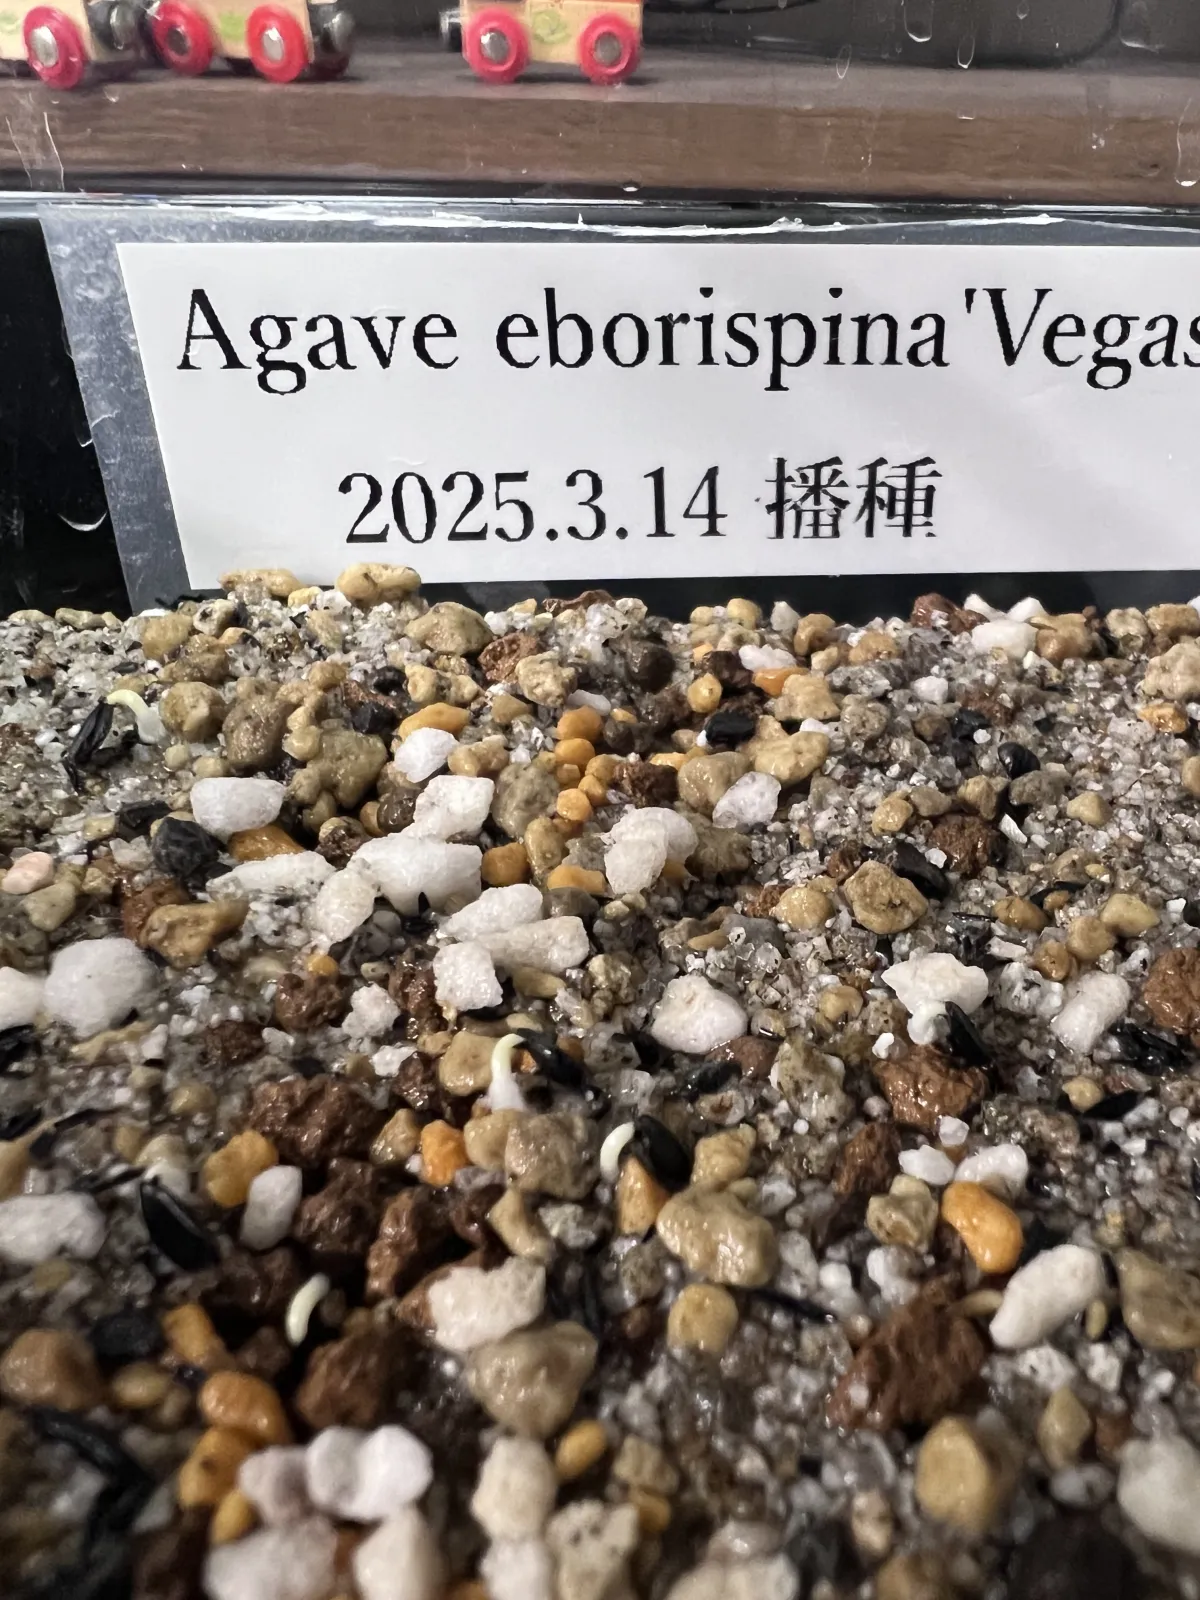 Agave eborispina 'Vegas
2025.3.14 播種